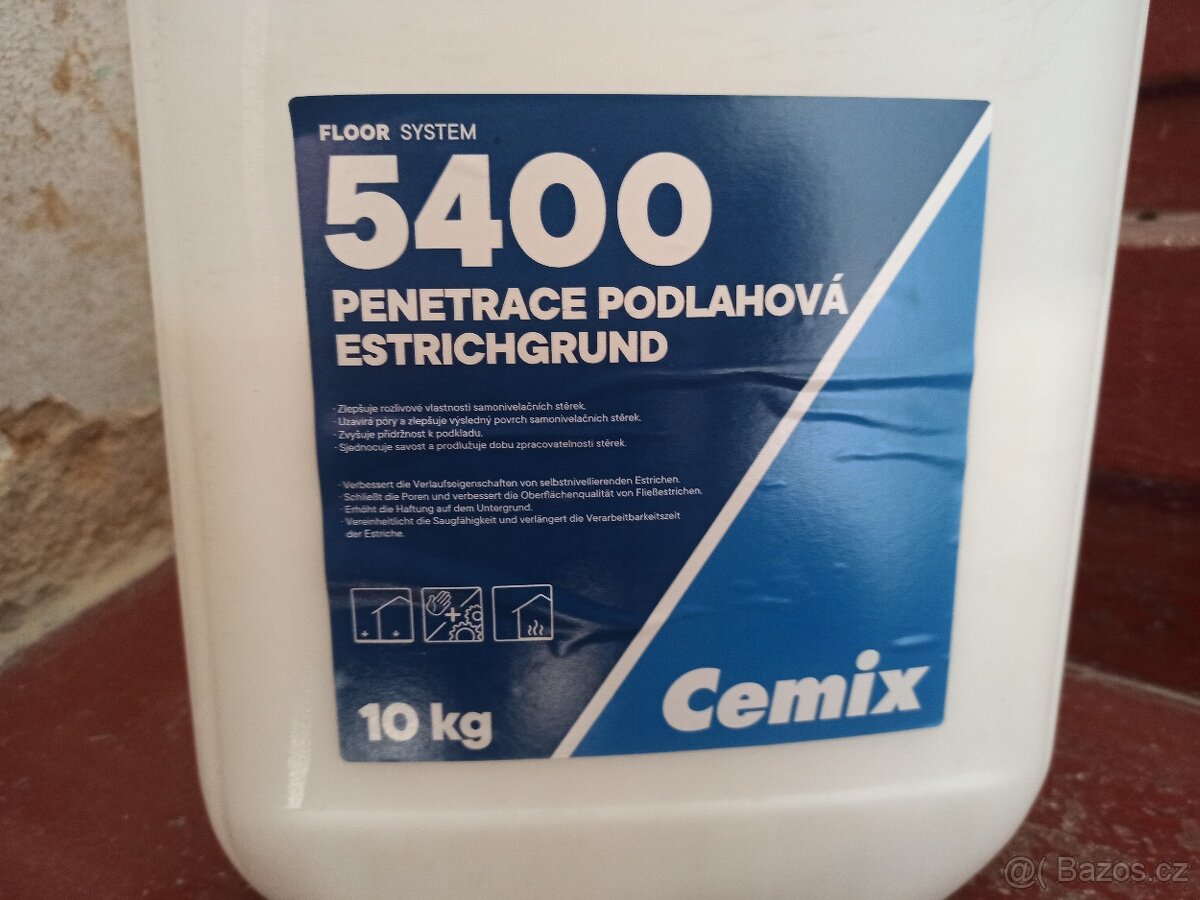 FLOOR SYSTEM
5400
PENETRACE PODLAHOVÁ
ESTRICHGRUND
· Zlepšuje rozlivové vlastnosti samonivelačních stěrek.
· Uzavírá póry a zlepšuje výsledný povrch samonivelačních stěrek.
· Zvyšuje přídržnost k podkladu.
· Sjednocuje savost a prodlužuje dobu zpracovatelnosti stěrek.
· Verbessert die Verlaufseigenschaften von selbstnivellierenden Estrichen.
· Schließt die Poren und verbessert die Oberflächenqualität von Fließestrichen.
· Erhöht die Haftung auf dem Untergrund.
· Vereinheitlicht die Saugfähigkeit und verlängert die Verarbeitbarkeitszeit
der Estriche.
10 kg
Cemix
@( Bazos.cz